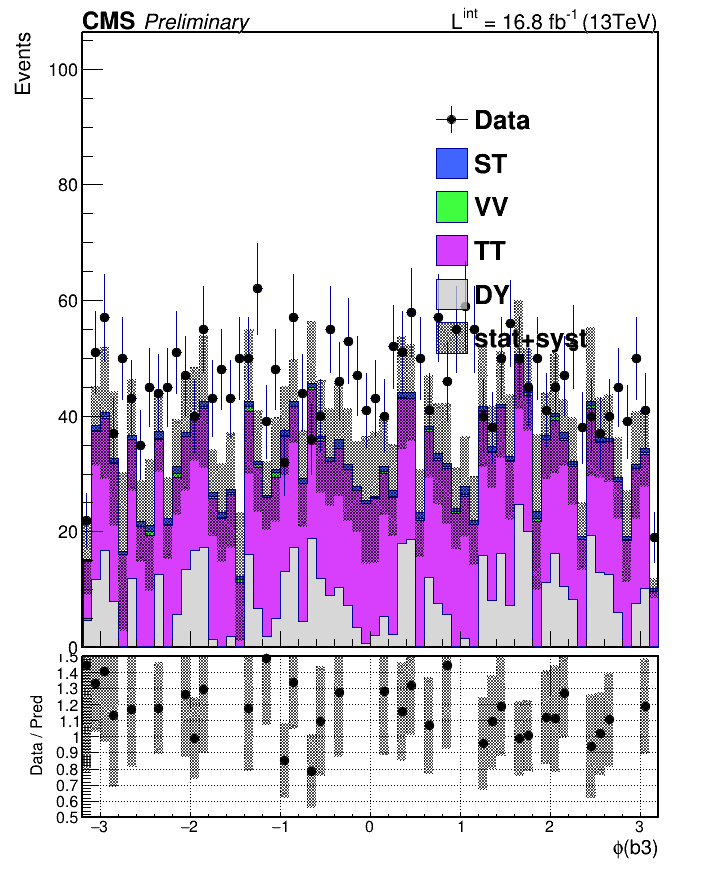 CMS Preliminary L^int = 16.8 fb^-1 (13TeV)
Events
100
80
60
40
20
0
Data
ST
VV
TT
DY
stat+syst
Data / Pred
1.5
1.4
1.3
1.2
1.1
1
0.9
0.8
0.7
0.6
0.5
−3 −2 −1 0 1 2 3
ϕ(b3)